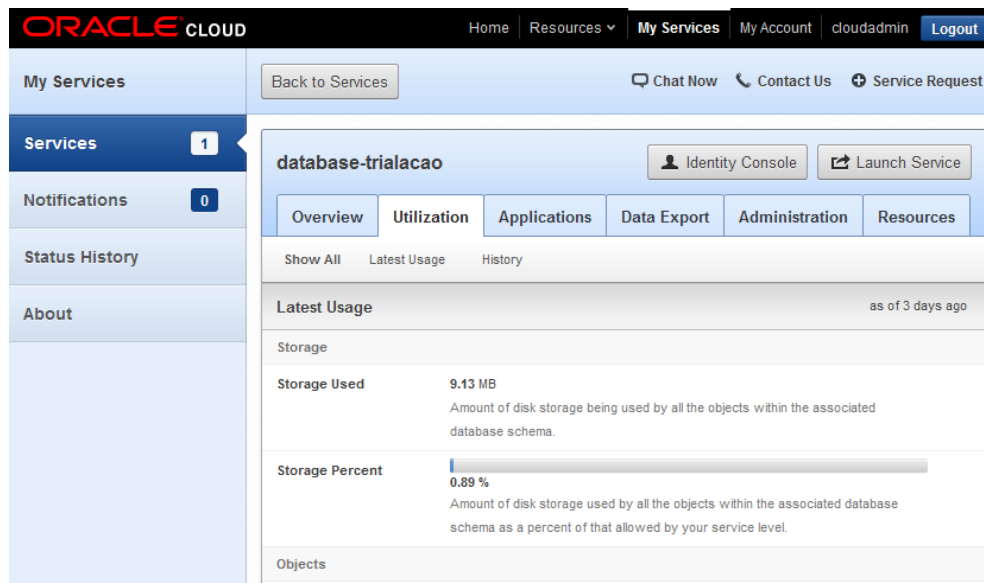 ORACLE CLOUD
Home Resources My Services My Account cloudadmin Logout
My Services
Back to Services Chat Now Contact Us Service Request
Services 1
Notifications 0
Status History
About
database-trialacao Identity Console Launch Service
Overview Utilization Applications Data Export Administration Resources
Show All Latest Usage History
Latest Usage as of 3 days ago
Storage
Storage Used 9.13 MB
Amount of disk storage being used by all the objects within the associated
database schema.
Storage Percent
0.89 %
Amount of disk storage used by all the objects within the associated database
schema as a percent of that allowed by your service level.
Objects